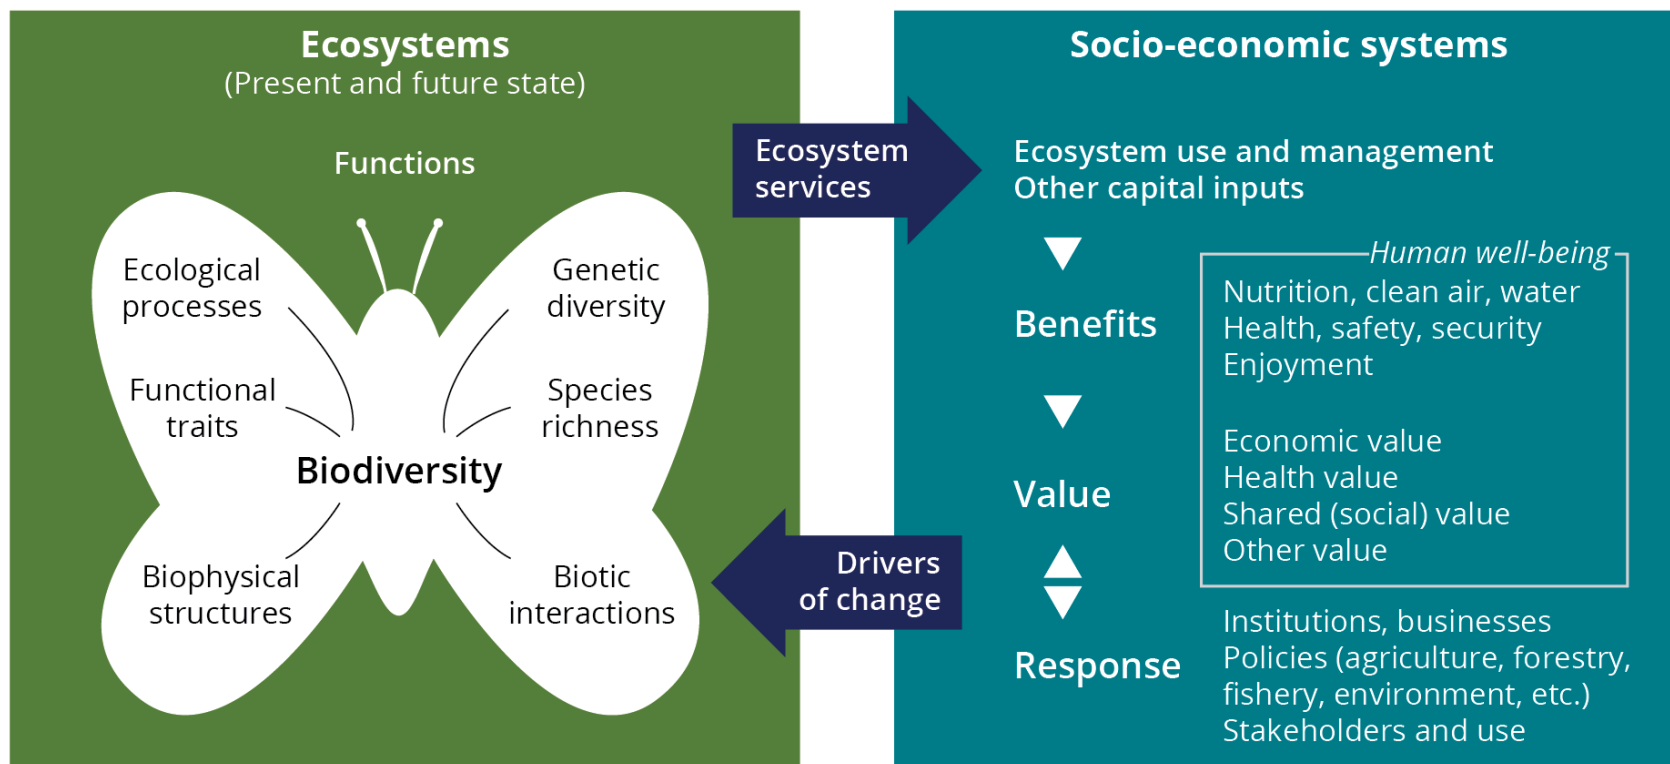 Ecosystems
(Present and future state)
Functions
Ecological
processes
Genetic
diversity
Functional
traits
Species
richness
Biodiversity
Biophysical
structures
Biotic
interactions
Ecosystem
services
Drivers
of change
Socio-economic systems
Ecosystem use and management
Other capital inputs
Benefits
Human well-being
Nutrition, clean air, water
Health, safety, security
Enjoyment
Value
Economic value
Health value
Shared (social) value
Other value
Response
Institutions, businesses
Policies (agriculture, forestry,
fishery, environment, etc.)
Stakeholders and use